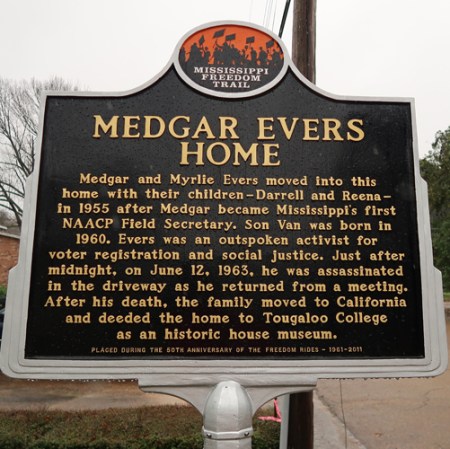 MISSISSIPPI
FREEDOM
TRAIL
MEDGAR EVERS
HOME
Medgar and Myrlie Evers moved into this
home with their children–Darrell and Reena–
in 1955 after Medgar became Mississippi's first
NAACP Field Secretary. Son Van was born in
1960. Evers was an outspoken activist for
voter registration and social justice. Just after
midnight, on June 12, 1963, he was assassinated
in the driveway as he returned from a meeting.
After his death, the family moved to California
and deeded the home to Tougaloo College
as an historic house museum.
PLACED DURING THE 50TH ANNIVERSARY OF THE FREEDOM RIDES – 1961-2011